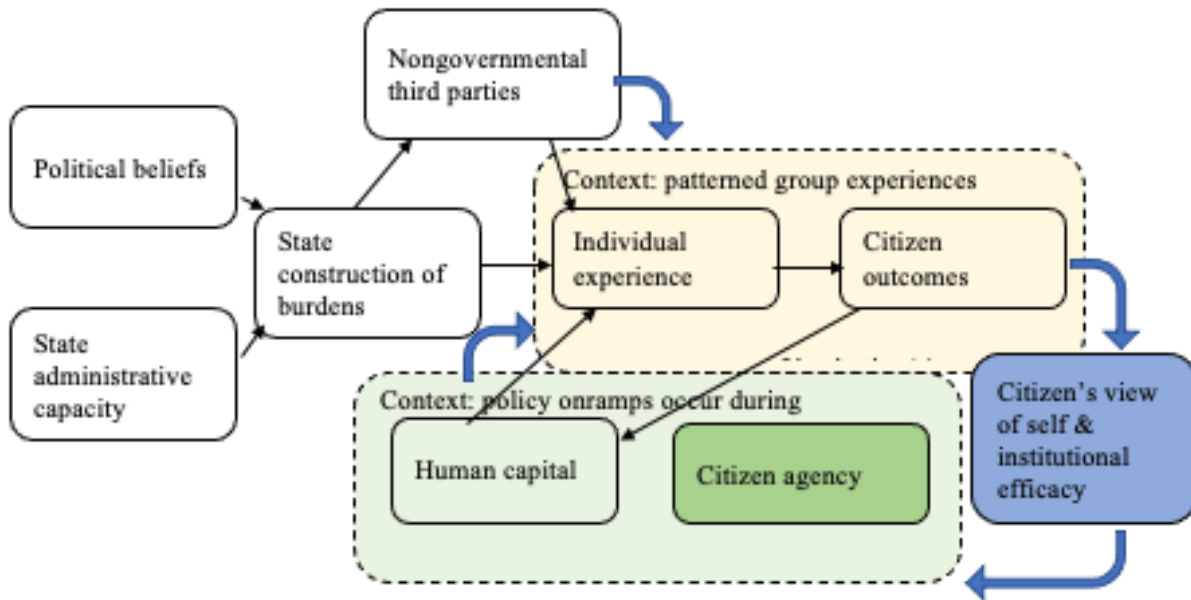 Nongovernmental
third parties
Political beliefs
Context: patterned group experiences
State
construction of
burdens
Individual
experience
Citizen
outcomes
State
administrative
capacity
Context: policy onramps occur during
Human capital
Citizen agency
Citizen’s view
of self &
institutional
efficacy